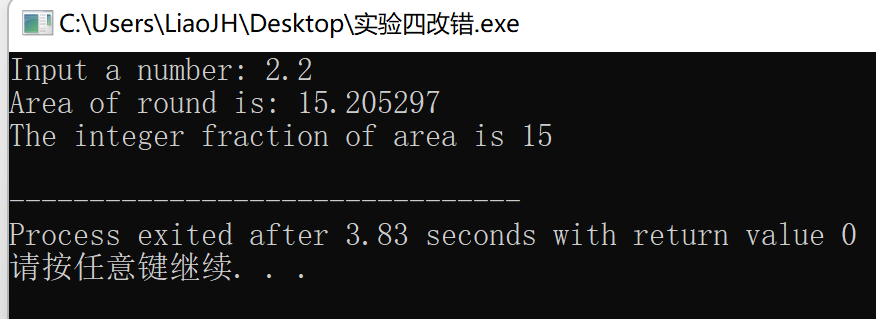 C:\Users\LiaoJH\Desktop\实验四改错.exe
Input a number: 2.2
Area of round is: 15.205297
The integer fraction of area is 15
--------------------------------
Process exited after 3.83 seconds with return value 0
请按任意键继续. . .